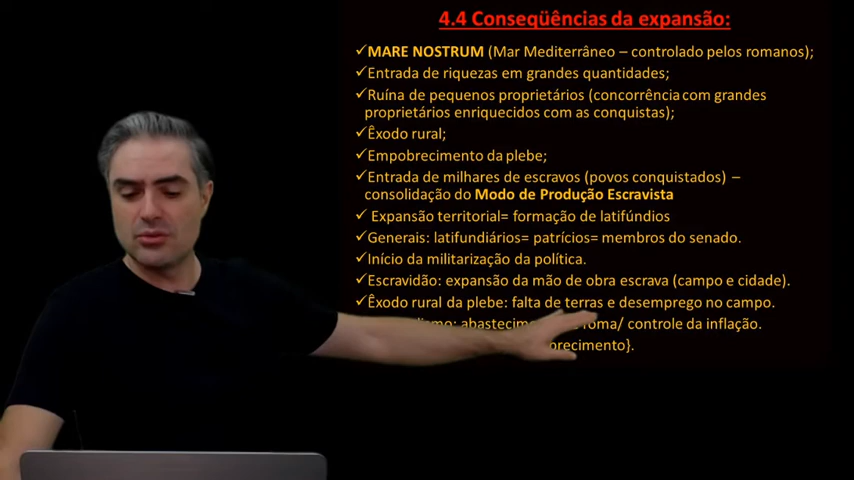 4.4 Conseqüências da expansão:
✓MARE NOSTRUM (Mar Mediterrâneo – controlado pelos romanos);
✓Entrada de riquezas em grandes quantidades;
✓Ruína de pequenos proprietários (concorrência com grandes
proprietários enriquecidos com as conquistas);
✓Êxodo rural;
✓Empobrecimento da plebe;
✓Entrada de milhares de escravos (povos conquistados) –
consolidação do Modo de Produção Escravista
✓ Expansão territorial= formação de latifúndios
✓Generais: latifundiários= patrícios= membros do senado.
✓Início da militarização da política.
✓Escravidão: expansão da mão de obra escrava (campo e cidade).
✓Êxodo rural da plebe: falta de terras e desemprego no campo.
roma/ controle da inflação.